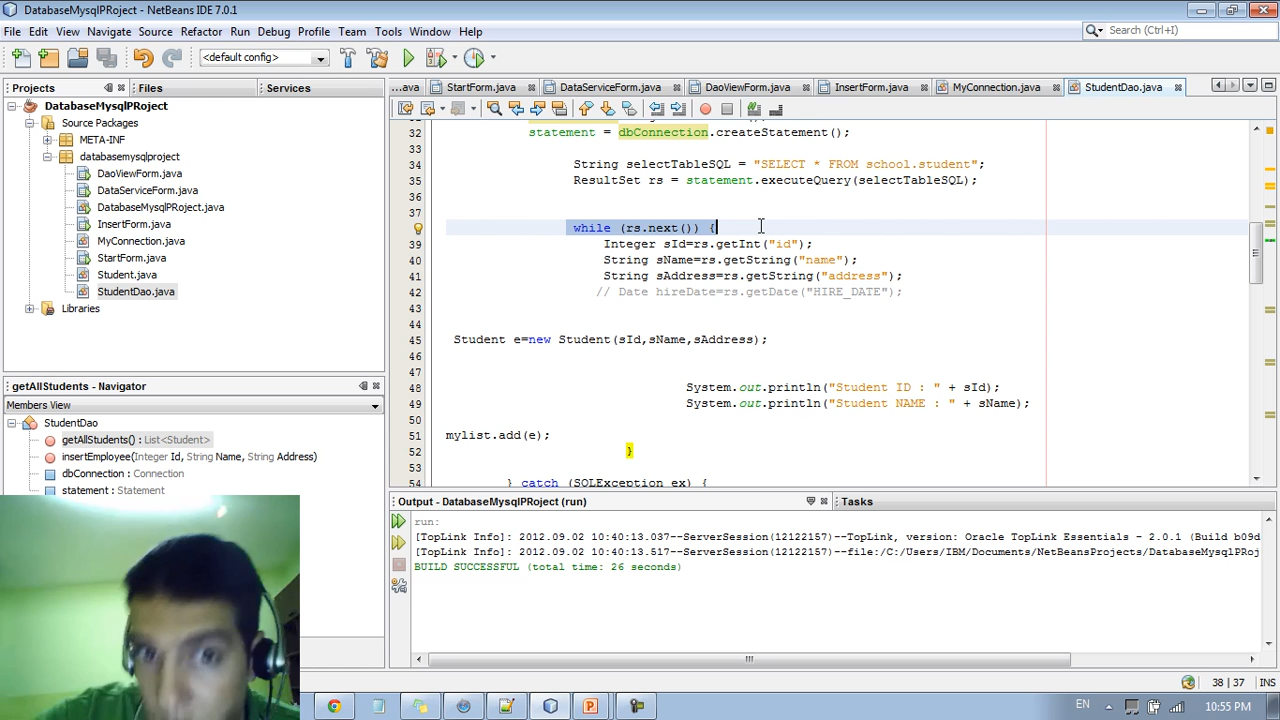 DatabaseMysqlPRoject - NetBeans IDE 7.0.1
File Edit View Navigate Source Refactor Run Debug Profile Team Tools Window Help
Search (Ctrl+I)
<default config>
Projects Files Services
...ava StartForm.java DataServiceForm.java DaoViewForm.java InsertForm.java MyConnection.java StudentDao.java
DatabaseMysqlPRoject
Source Packages
META-INF
databasemysqlproject
DaoViewForm.java
DataServiceForm.java
DatabaseMysqlPRoject.java
InsertForm.java
MyConnection.java
StartForm.java
Student.java
StudentDao.java
Libraries
32 statement = dbConnection.createStatement();
33
34 String selectTableSQL = "SELECT * FROM school.student";
35 ResultSet rs = statement.executeQuery(selectTableSQL);
36
37
while (rs.next()) {
39 Integer sId=rs.getInt("id");
40 String sName=rs.getString("name");
41 String sAddress=rs.getString("address");
42 // Date hireDate=rs.getDate("HIRE_DATE");
43
44
45 Student e=new Student(sId,sName,sAddress);
46
47
48 System.out.println("Student ID : " + sId);
49 System.out.println("Student NAME : " + sName);
50
51 mylist.add(e);
52 }
53
54 } catch (SQLException ex) {
getAllStudents - Navigator
Members View
StudentDao
getAllStudents() : List<Student>
insertEmployee(Integer Id, String Name, String Address)
dbConnection : Connection
statement : Statement
Output - DatabaseMysqlPRoject (run) Tasks
run:
[TopLink Info]: 2012.09.02 10:40:13.037--ServerSession(12122157)--TopLink, version: Oracle TopLink Essentials - 2.0.1 (Build b09d
[TopLink Info]: 2012.09.02 10:40:13.517--ServerSession(12122157)--file:/C:/Users/IBM/Documents/NetBeansProjects/DatabaseMysqlPRoj
BUILD SUCCESSFUL (total time: 26 seconds)
38 | 37 INS
EN 10:55 PM